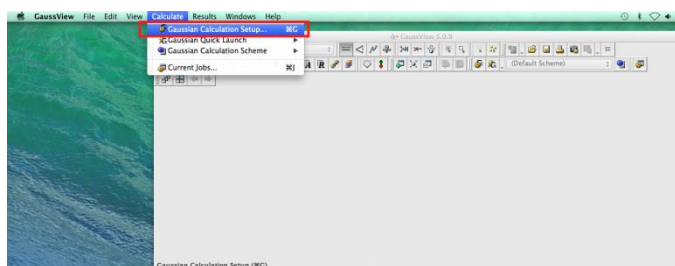 GaussView File Edit View Calculate Results Windows Help
Gaussian Calculation Setup... ⌘G
Gaussian Quick Launch
Gaussian Calculation Scheme
Current Jobs... ⌘J
GaussView 5.0.9
R
(Default Scheme)
Gaussian Calculation Setup (⌘G)